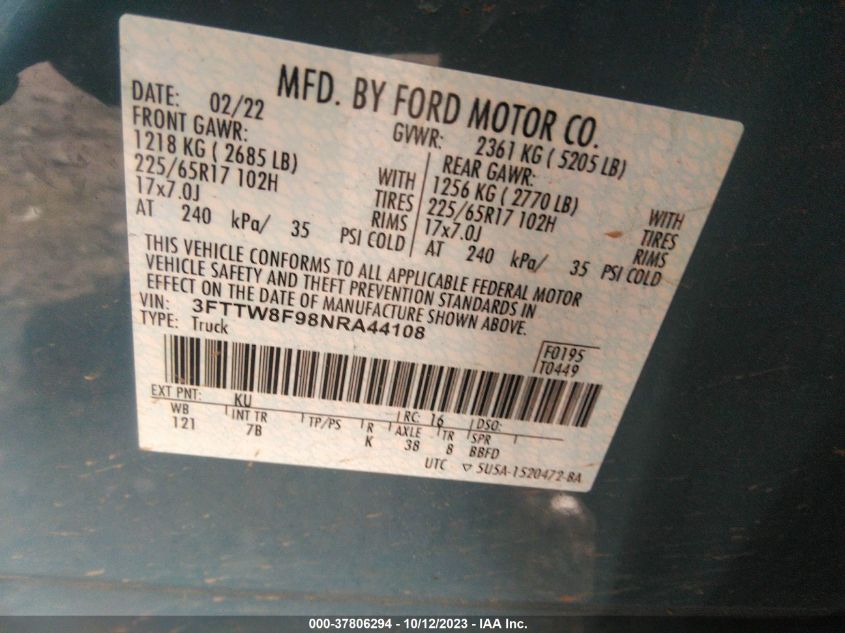 MFD. BY FORD MOTOR CO.
DATE: 02/22 GVWR: 2361 KG ( 5205 LB)
FRONT GAWR: REAR GAWR:
1218 KG ( 2685 LB) 1256 KG ( 2770 LB)
225/65R17 102H WITH TIRES 225/65R17 102H WITH TIRES
17x7.0J RIMS 17x7.0J RIMS
AT 240 kPa/ 35 PSI COLD AT 240 kPa/ 35 PSI COLD
THIS VEHICLE CONFORMS TO ALL APPLICABLE FEDERAL MOTOR
VEHICLE SAFETY AND THEFT PREVENTION STANDARDS IN
EFFECT ON THE DATE OF MANUFACTURE SHOWN ABOVE.
VIN: 3FTTW8F98NRA44108
TYPE: Truck
F0195
T0449
EXT PNT: KU RC: 16 DSO:
WB INT TR TP/PS R AXLE TR SPR
121 7B K 38 8 BBFD
UTC ▽ 5U5A-1520472-BA
000-37806294 - 10/12/2023 - IAA Inc.